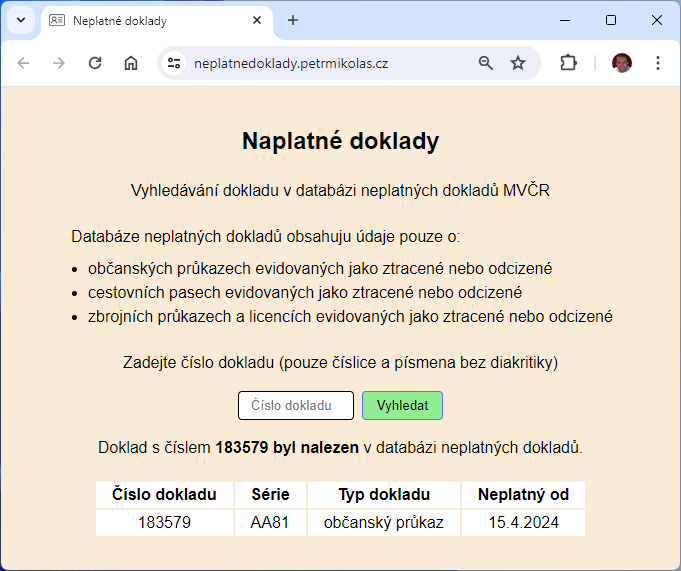 Neplatné doklady
neplatnedoklady.petrmikolas.cz
Naplatné doklady
Vyhledávání dokladu v databázi neplatných dokladů MVČR
Databáze neplatných dokladů obsahuju údaje pouze o:
• občanských průkazech evidovaných jako ztracené nebo odcizené
• cestovních pasech evidovaných jako ztracené nebo odcizené
• zbrojních průkazech a licencích evidovaných jako ztracené nebo odcizené
Zadejte číslo dokladu (pouze číslice a písmena bez diakritiky)
Číslo dokladu Vyhledat
Doklad s číslem 183579 byl nalezen v databázi neplatných dokladů.
Číslo dokladu Série Typ dokladu Neplatný od
183579 AA81 občanský průkaz 15.4.2024